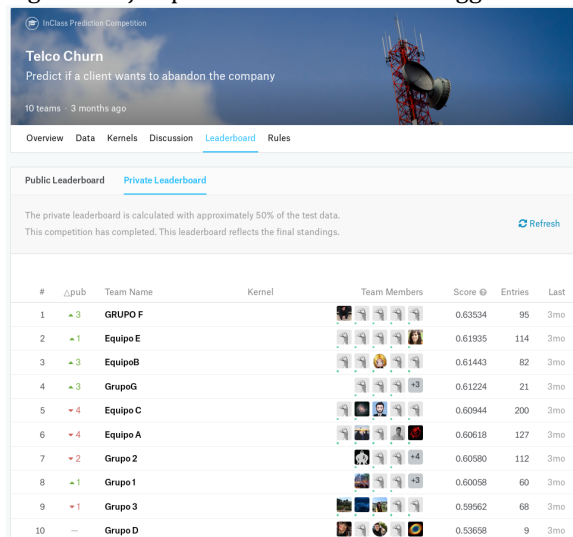 InClass Prediction Competition
Telco Churn
Predict if a client wants to abandon the company
10 teams · 3 months ago
Overview Data Kernels Discussion Leaderboard Rules
Public Leaderboard Private Leaderboard
The private leaderboard is calculated with approximately 50% of the test data.
This competition has completed. This leaderboard reflects the final standings.
Refresh
# △pub Team Name Kernel Team Members Score Entries Last
1 ▲3 GRUPO F 0.63534 95 3mo
2 ▲1 Equipo E 0.61935 114 3mo
3 ▲3 EquipoB 0.61443 82 3mo
4 ▲3 GrupoG +3 0.61224 21 3mo
5 ▼4 Equipo C 0.60944 200 3mo
6 ▼4 Equipo A 0.60618 127 3mo
7 ▼2 Grupo 2 +4 0.60580 112 3mo
8 ▲1 Grupo 1 +3 0.60058 60 3mo
9 ▼1 Grupo 3 0.59562 68 3mo
10 — Grupo D 0.53658 9 3mo